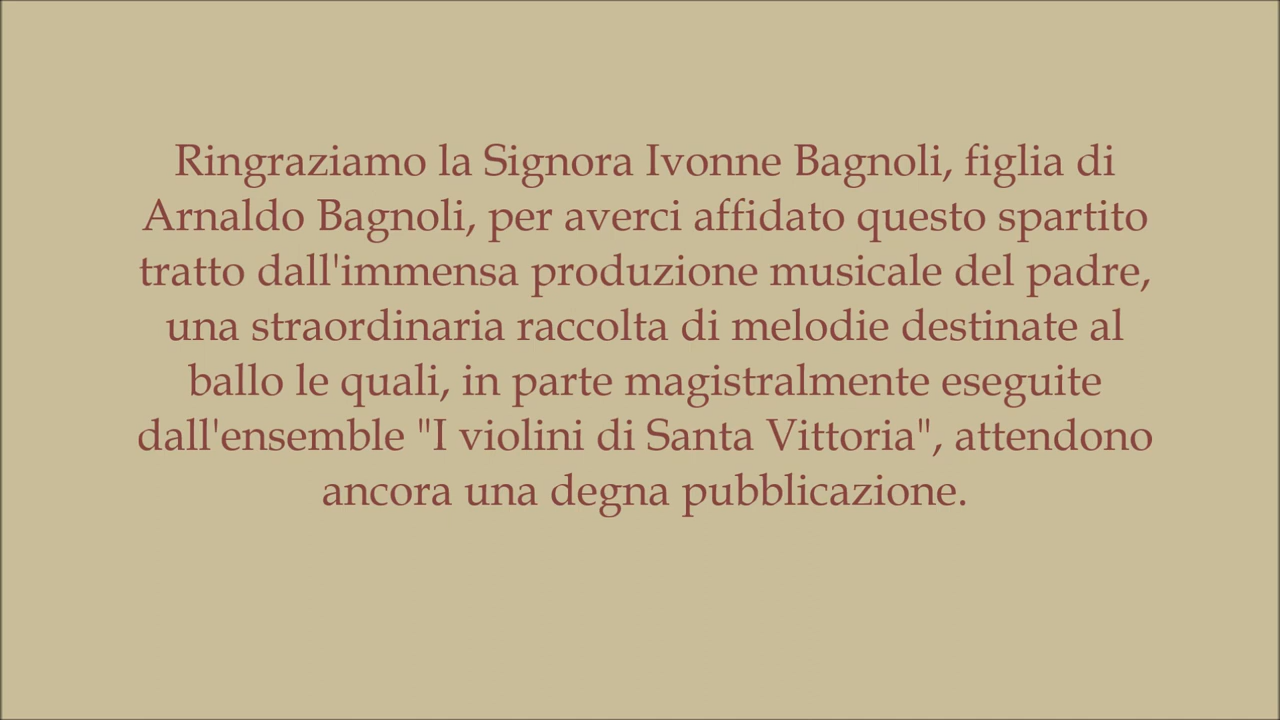 Ringraziamo la Signora Ivonne Bagnoli, figlia di
Arnaldo Bagnoli, per averci affidato questo spartito
tratto dall'immensa produzione musicale del padre,
una straordinaria raccolta di melodie destinate al
ballo le quali, in parte magistralmente eseguite
dall'ensemble "I violini di Santa Vittoria", attendono
ancora una degna pubblicazione.